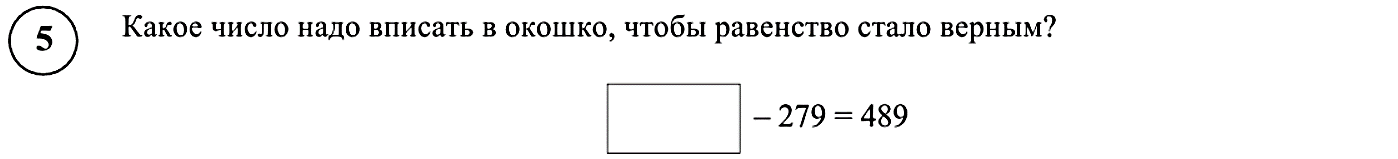 5
Какое число надо вписать в окошко, чтобы равенство стало верным?
– 279 = 489